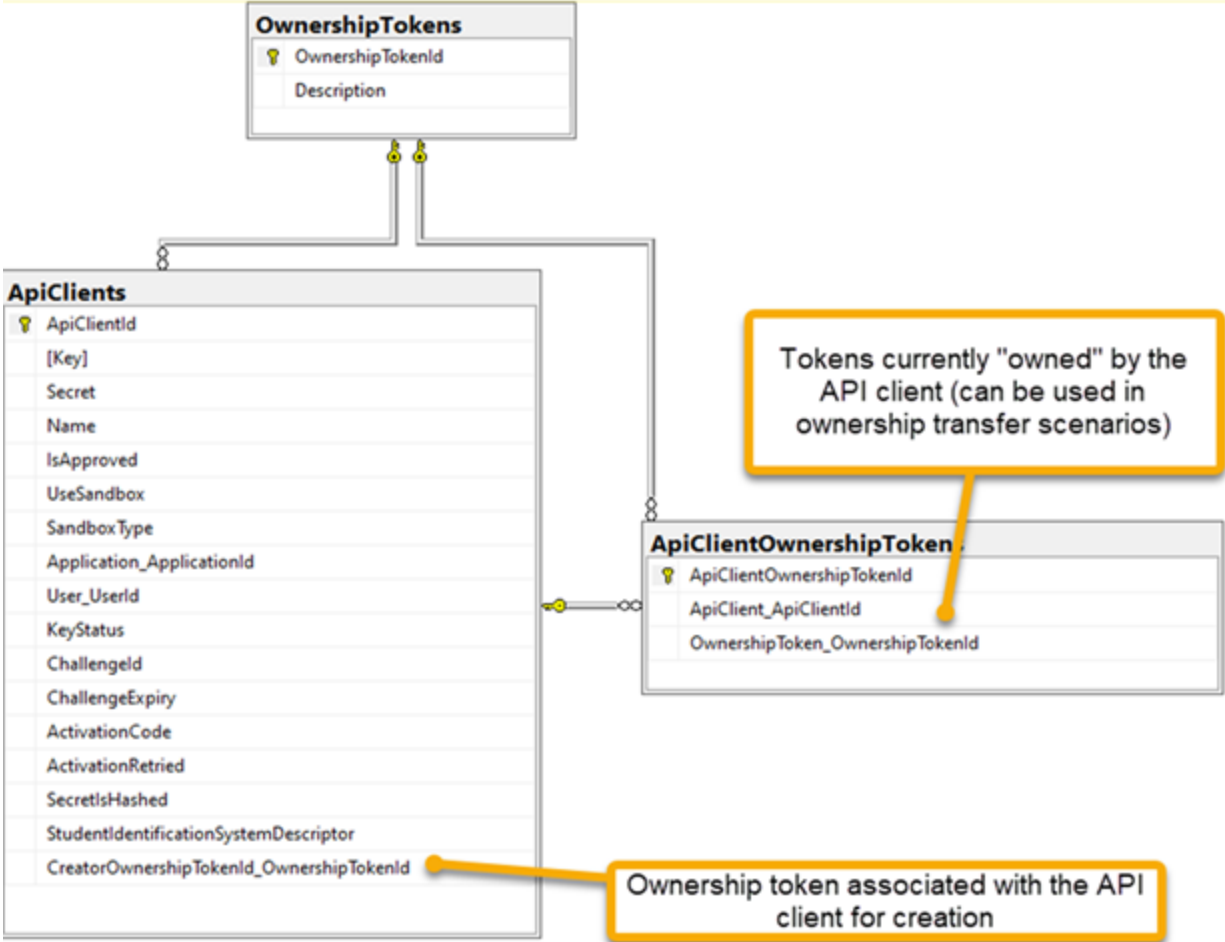 OwnershipTokens
OwnershipTokenId
Description
ApiClients
ApiClientId
[Key]
Secret
Name
IsApproved
UseSandbox
SandboxType
Application_ApplicationId
User_UserId
KeyStatus
ChallengeId
ChallengeExpiry
ActivationCode
ActivationRetried
SecretIsHashed
StudentIdentificationSystemDescriptor
CreatorOwnershipTokenId_OwnershipTokenId
Tokens currently "owned" by the
API client (can be used in
ownership transfer scenarios)
ApiClientOwnershipTokens
ApiClientOwnershipTokenId
ApiClient_ApiClientId
OwnershipToken_OwnershipTokenId
Ownership token associated with the API
client for creation